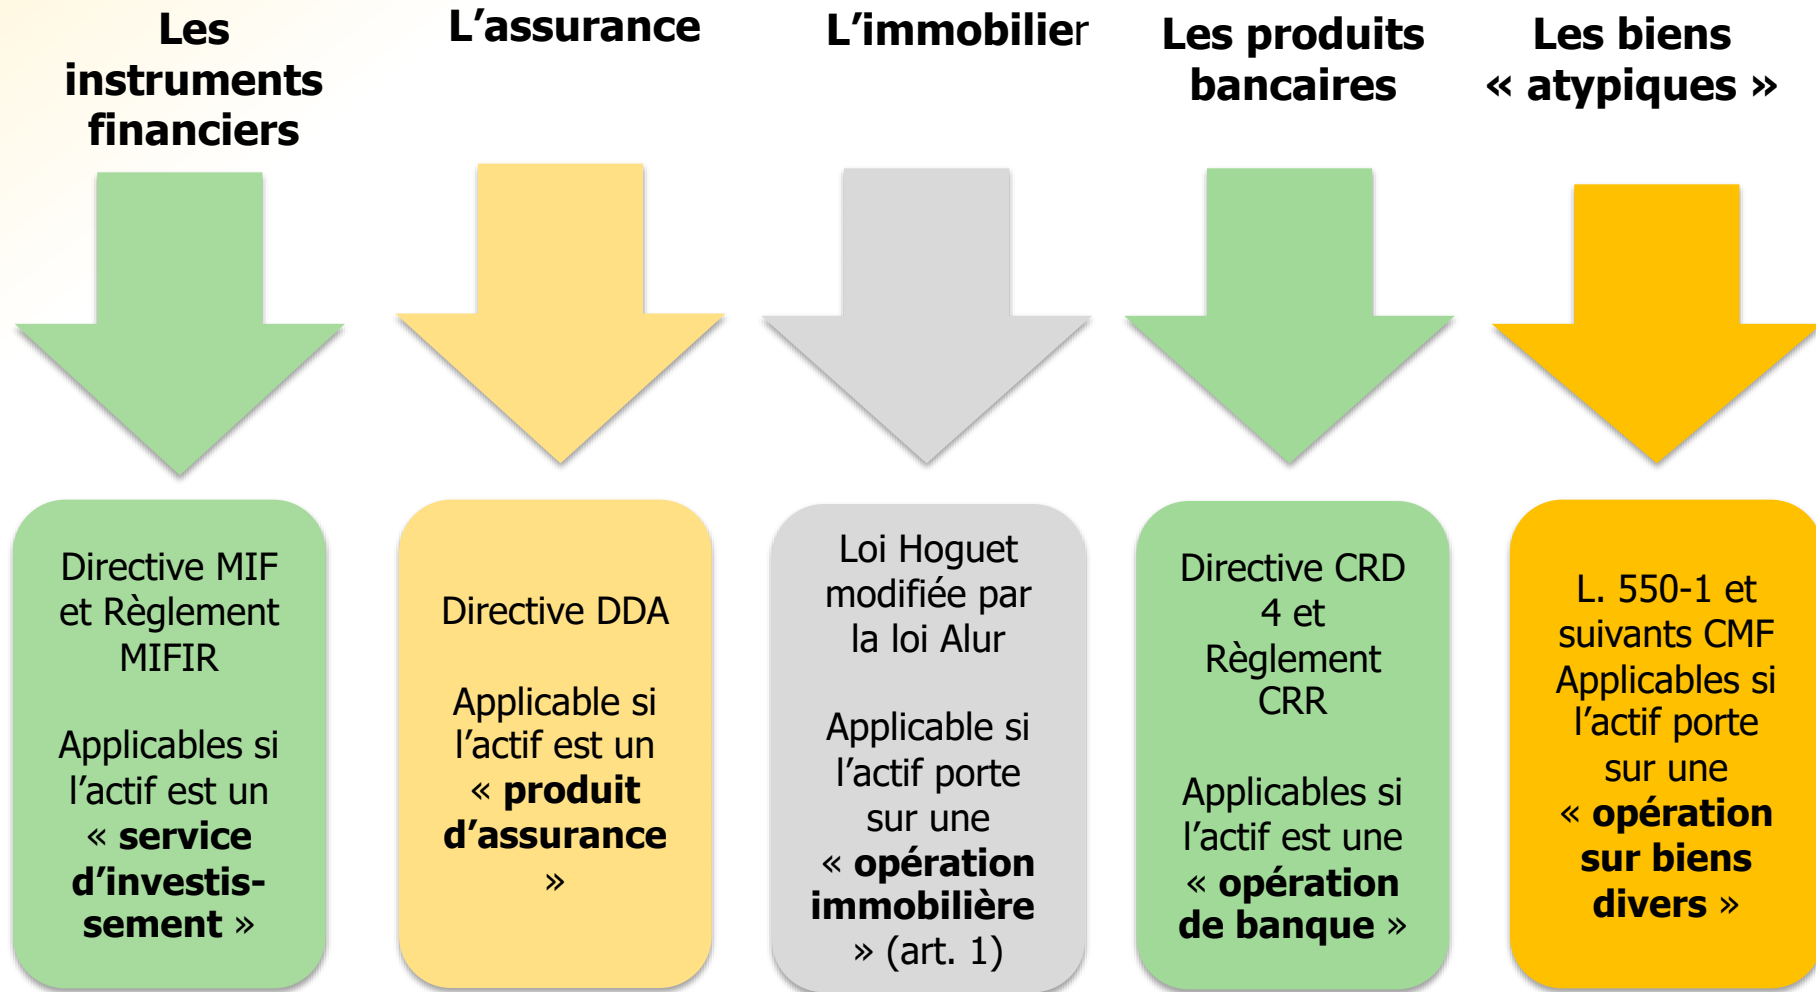 Les
instruments
financiers
L’assurance
L’immobilier
Les produits
bancaires
Les biens
« atypiques »
Directive MIF
et Règlement
MIFIR
Applicables si
l’actif est un
« service
d’investis-
sement »
Directive DDA
Applicable si
l’actif est un
« produit
d’assurance
»
Loi Hoguet
modifiée par
la loi Alur
Applicable si
l’actif porte
sur une
« opération
immobilière
» (art. 1)
Directive CRD
4 et
Règlement
CRR
Applicables si
l’actif est une
« opération
de banque »
L. 550-1 et
suivants CMF
Applicables si
l’actif porte
sur une
« opération
sur biens
divers »